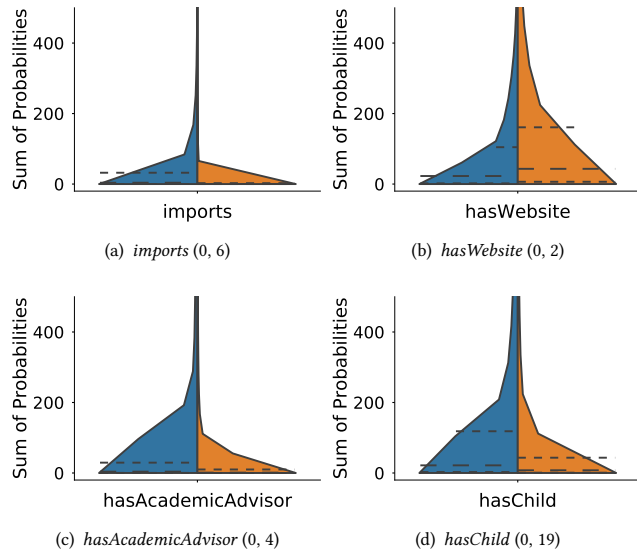 Sum of Probabilities
400
200
0
imports
(a) imports (0, 6)
Sum of Probabilities
400
200
0
hasWebsite
(b) hasWebsite (0, 2)
Sum of Probabilities
400
200
0
hasAcademicAdvisor
(c) hasAcademicAdvisor (0, 4)
Sum of Probabilities
400
200
0
hasChild
(d) hasChild (0, 19)